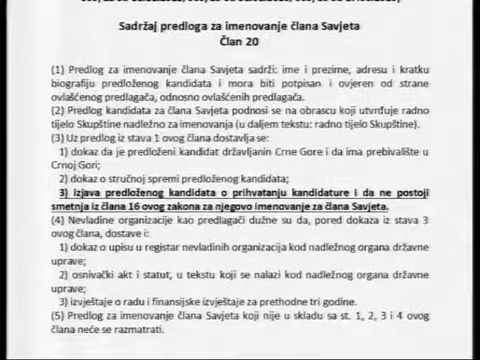 Sadržaj predloga za imenovanje člana Savjeta
Član 20
(1) Predlog za imenovanje člana Savjeta sadrži: ime i prezime, adresu i kratku
biografiju predloženog kandidata i mora biti potpisan i ovjeren od strane
ovlašćenog predlagača, odnosno ovlašćenih predlagača.
(2) Predlog kandidata za člana Savjeta podnosi se na obrascu koji utvrđuje radno
tijelo Skupštine nadležno za imenovanja (u daljem tekstu: radno tijelo Skupštine).
(3) Uz predlog iz stava 1 ovog člana dostavlja se:
1) dokaz da je predloženi kandidat državljanin Crne Gore i da ima prebivalište u
Crnoj Gori;
2) dokaz o stručnoj spremi predloženog kandidata;
3) izjava predloženog kandidata o prihvatanju kandidature i da ne postoji
smetnja iz člana 16 ovog zakona za njegovo imenovanje za člana Savjeta.
(4) Nevladine organizacije kao predlagači dužne su da, pored dokaza iz stava 3
ovog člana, dostave i:
1) dokaz o upisu u registar nevladinih organizacija kod nadležnog organa državne
uprave;
2) osnivački akt i statut, u tekstu koji se nalazi kod nadležnog organa državne
uprave;
3) izvještaje o radu i finansijske izvještaje za prethodne tri godine.
(5) Predlog za imenovanje člana Savjeta koji nije u skladu sa st. 1, 2, 3 i 4 ovog
člana neće se razmatrati.